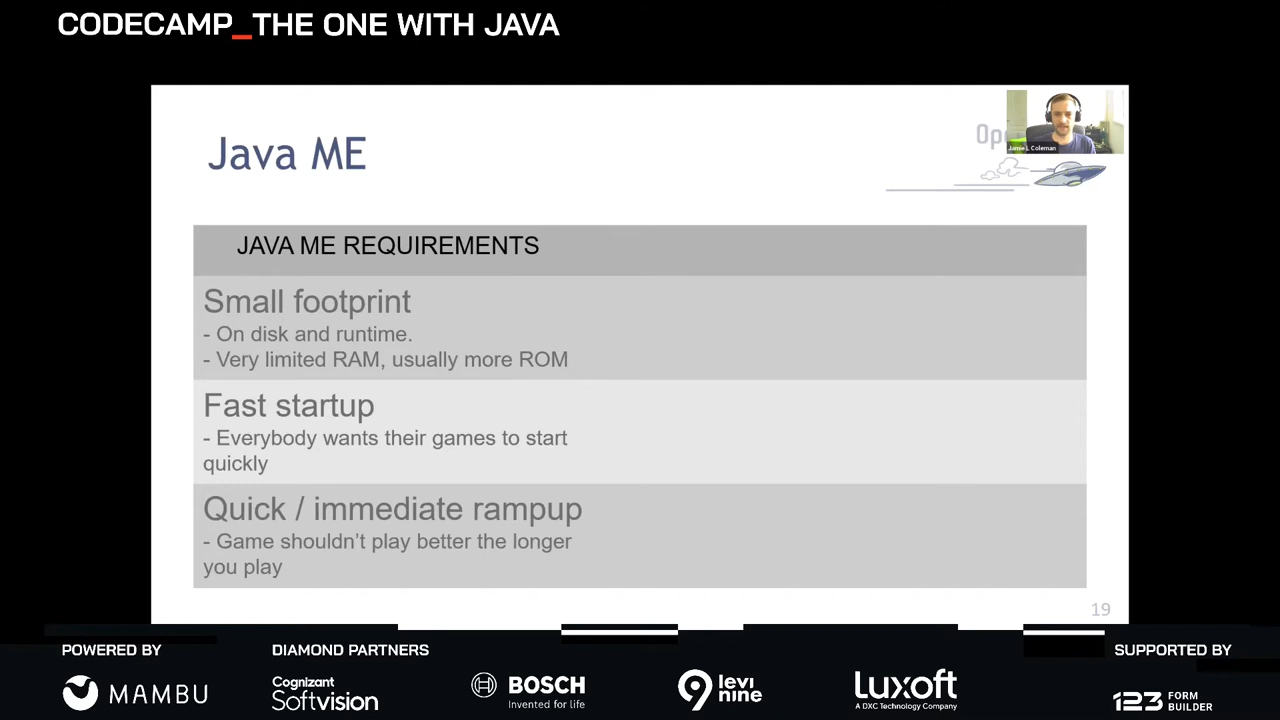 CODECAMP_THE ONE WITH JAVA
Java ME
Ope
Jamie L Coleman
JAVA ME REQUIREMENTS
Small footprint
- On disk and runtime.
- Very limited RAM, usually more ROM
Fast startup
- Everybody wants their games to start
quickly
Quick / immediate rampup
- Game shouldn't play better the longer
you play
19
POWERED BY
MAMBU
DIAMOND PARTNERS
Cognizant
Softvision
BOSCH
Invented for life
levi
nine
Luxoft
A DXC Technology Company
SUPPORTED BY
123 FORM
BUILDER